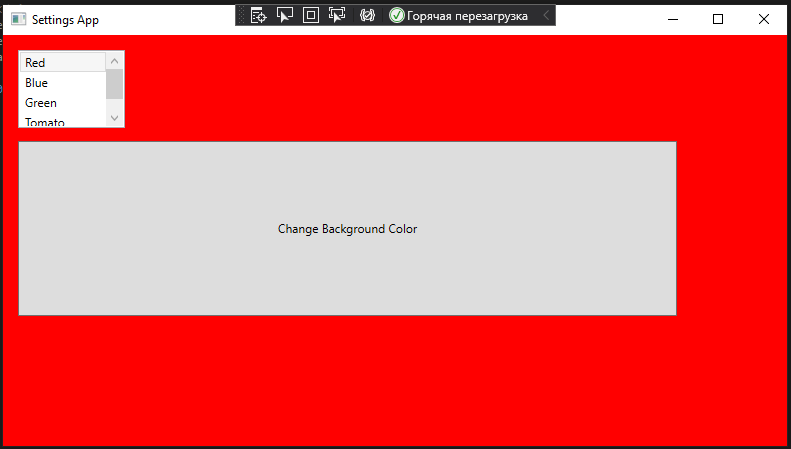 Settings App
Горячая перезагрузка
Red
Blue
Green
Tomato
Change Background Color